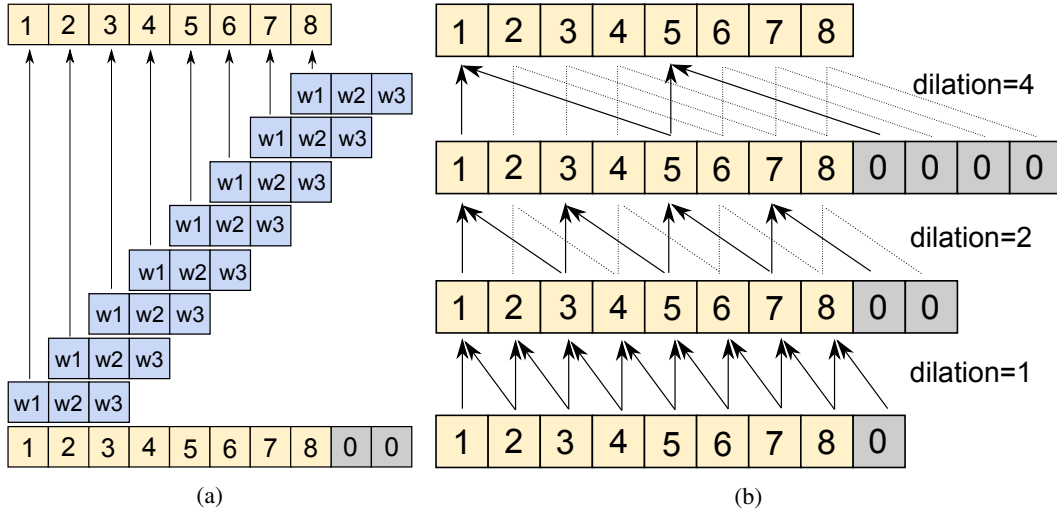 1 2 3 4 5 6 7 8
w1 w2 w3
w1 w2 w3
w1 w2 w3
w1 w2 w3
w1 w2 w3
w1 w2 w3
w1 w2 w3
w1 w2 w3
1 2 3 4 5 6 7 8 0 0
(a)
1 2 3 4 5 6 7 8
dilation=4
1 2 3 4 5 6 7 8 0 0 0 0
dilation=2
1 2 3 4 5 6 7 8 0 0
dilation=1
1 2 3 4 5 6 7 8 0
(b)